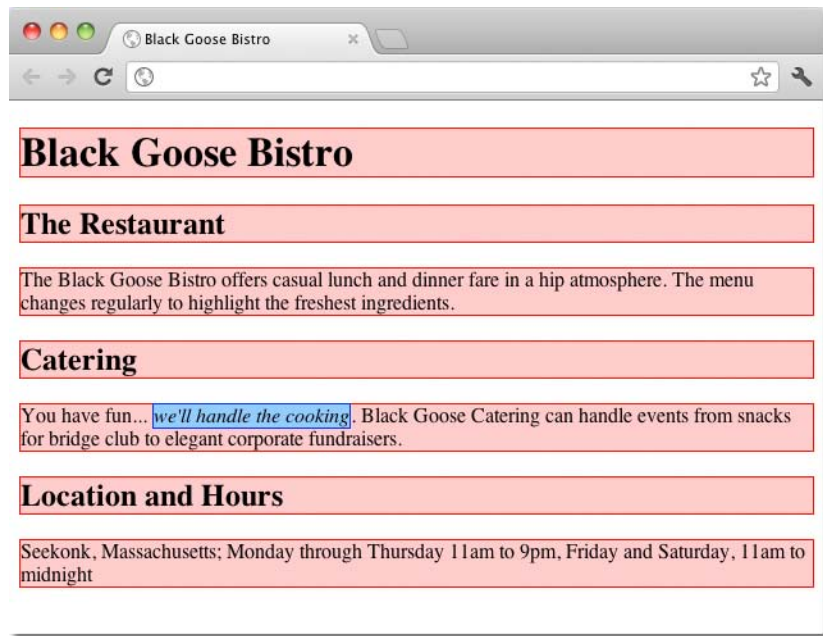 Black Goose Bistro
Black Goose Bistro
The Restaurant
The Black Goose Bistro offers casual lunch and dinner fare in a hip atmosphere. The menu
changes regularly to highlight the freshest ingredients.
Catering
You have fun... we'll handle the cooking. Black Goose Catering can handle events from snacks
for bridge club to elegant corporate fundraisers.
Location and Hours
Seekonk, Massachusetts; Monday through Thursday 11am to 9pm, Friday and Saturday, 11am to
midnight